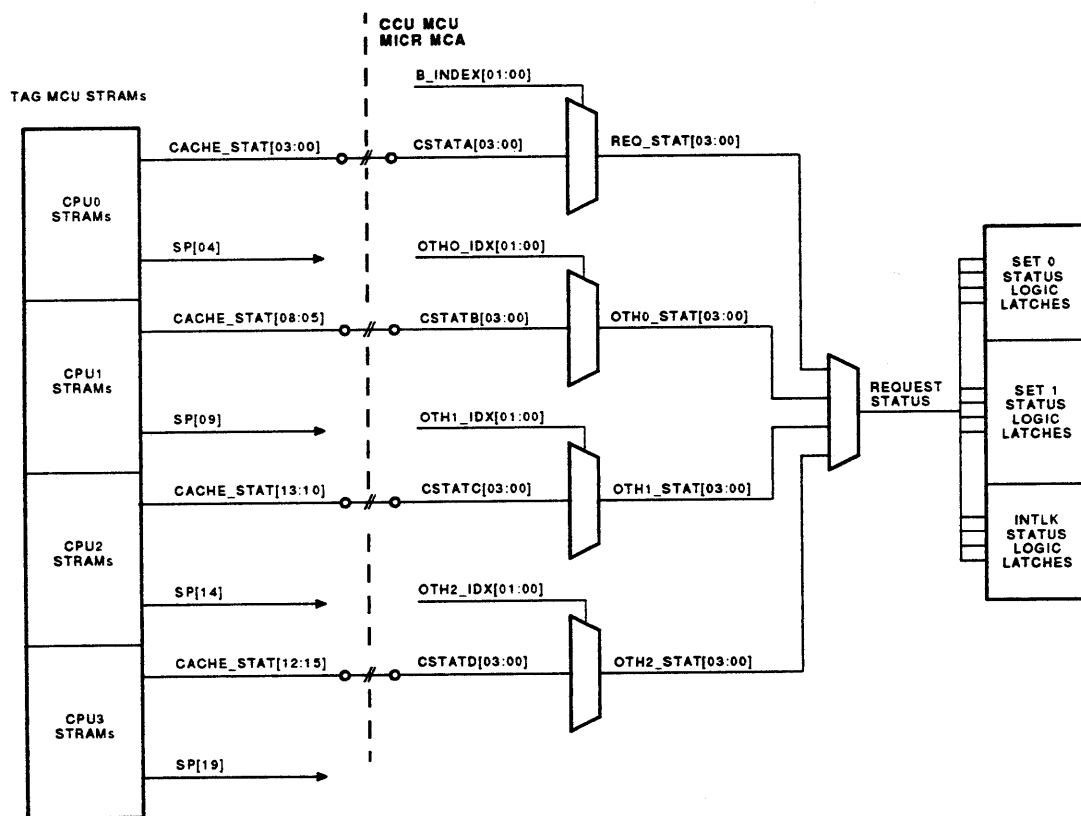 CCU MCU
MICR MCA
B_INDEX[01:00]
TAG MCU STRAMs
CACHE_STAT[03:00]
CSTATA[03:00]
REQ_STAT[03:00]
CPU0
STRAMs
SP[04]
OTH0_IDX[01:00]
SET 0
STATUS
LOGIC
LATCHES
CACHE_STAT[08:05]
CSTATB[03:00]
OTH0_STAT[03:00]
CPU1
STRAMs
REQUEST
STATUS
SET 1
STATUS
LOGIC
LATCHES
SP[09]
OTH1_IDX[01:00]
CACHE_STAT[13:10]
CSTATC[03:00]
OTH1_STAT[03:00]
CPU2
STRAMs
INTLK
STATUS
LOGIC
LATCHES
SP[14]
OTH2_IDX[01:00]
CACHE_STAT[12:15]
CSTATD[03:00]
OTH2_STAT[03:00]
CPU3
STRAMs
SP[19]